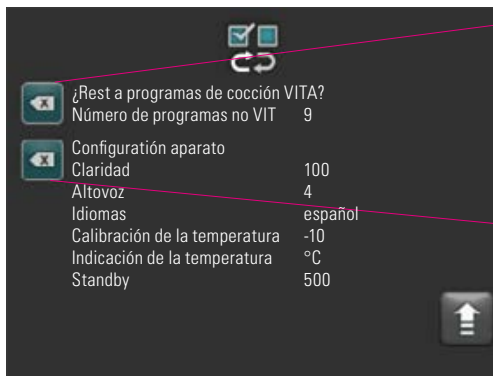 ¿Rest a programas de cocción VITA?
Número de programas no VIT 9
Configuratión aparato
Claridad 100
Altovoz 4
Idiomas español
Calibración de la temperatura -10
Indicación de la temperatura °C
Standby 500